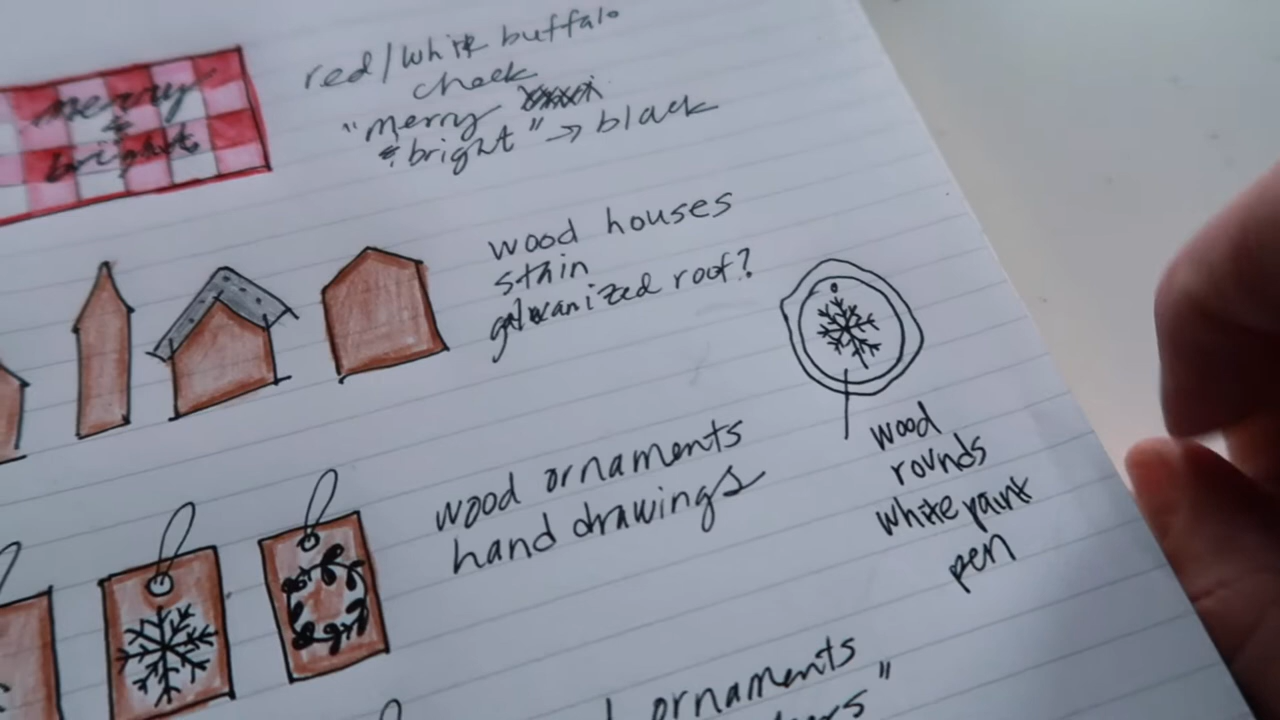 merry
&
bright
red/white buffalo
check
"merry
& bright" → black
wood houses
stain
galvanized roof?
wood ornaments
hand drawings
wood
rounds
white paint
pen
ornaments